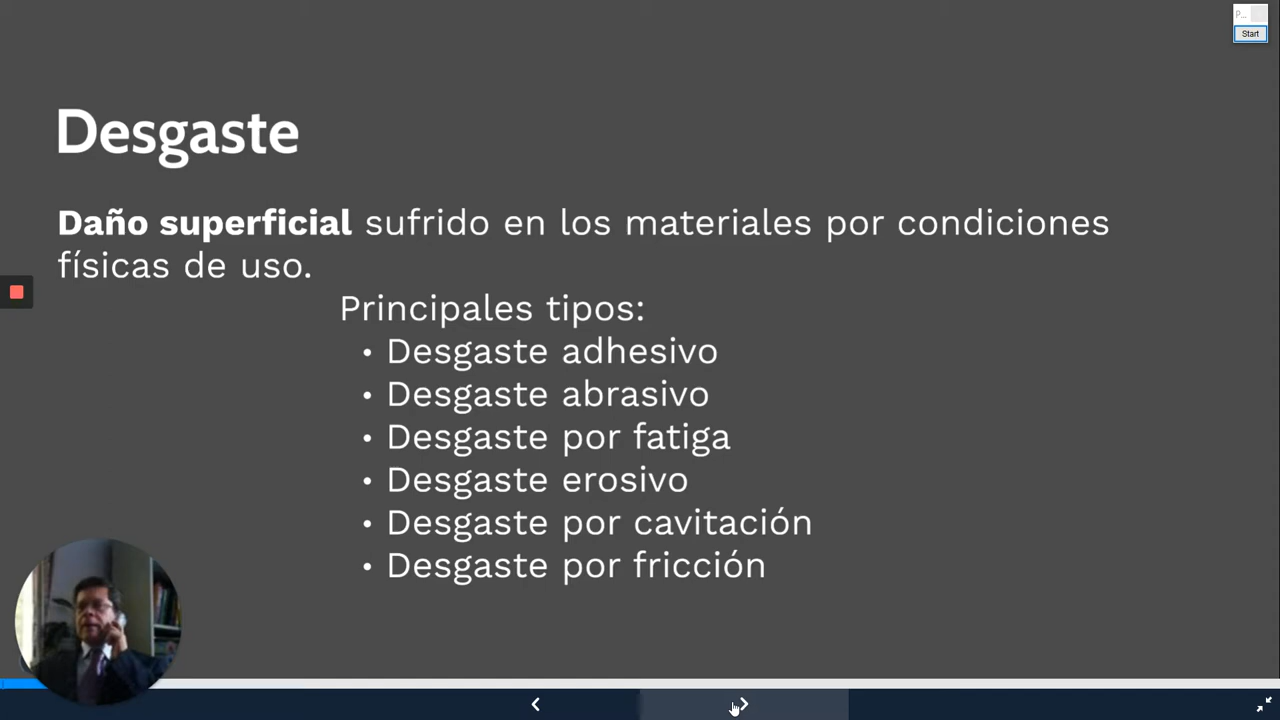 P...
Start
Desgaste
Daño superficial sufrido en los materiales por condiciones
físicas de uso.
Principales tipos:
• Desgaste adhesivo
• Desgaste abrasivo
• Desgaste por fatiga
• Desgaste erosivo
• Desgaste por cavitación
• Desgaste por fricción